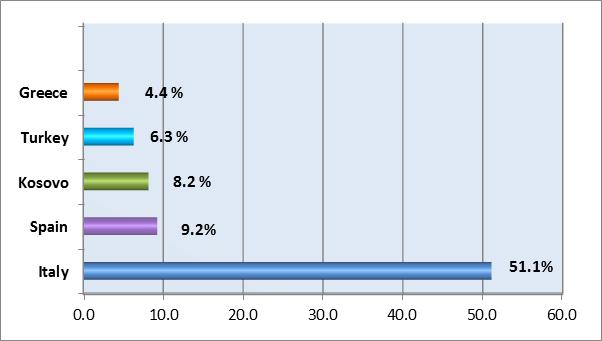 Greece 4.4 %
Turkey 6.3 %
Kosovo 8.2 %
Spain 9.2%
Italy 51.1%
0.0 10.0 20.0 30.0 40.0 50.0 60.0